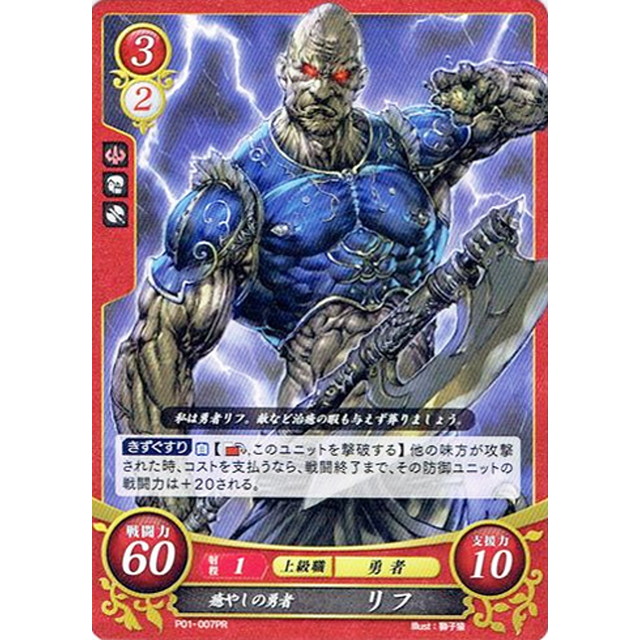 3
2
私は勇者リフ。敵など治癒の暇も与えず葬りましょう。
きずぐすり 自【 ,このユニットを撃破する】他の味方が攻撃
された時、コストを支払うなら、戦闘終了まで、その防御ユニットの
戦闘力は+20される。
戦闘力
60
射程 1
上級職
勇者
支援力
10
癒やしの勇者 リフ
P01-007PR
Illust:獅子猿